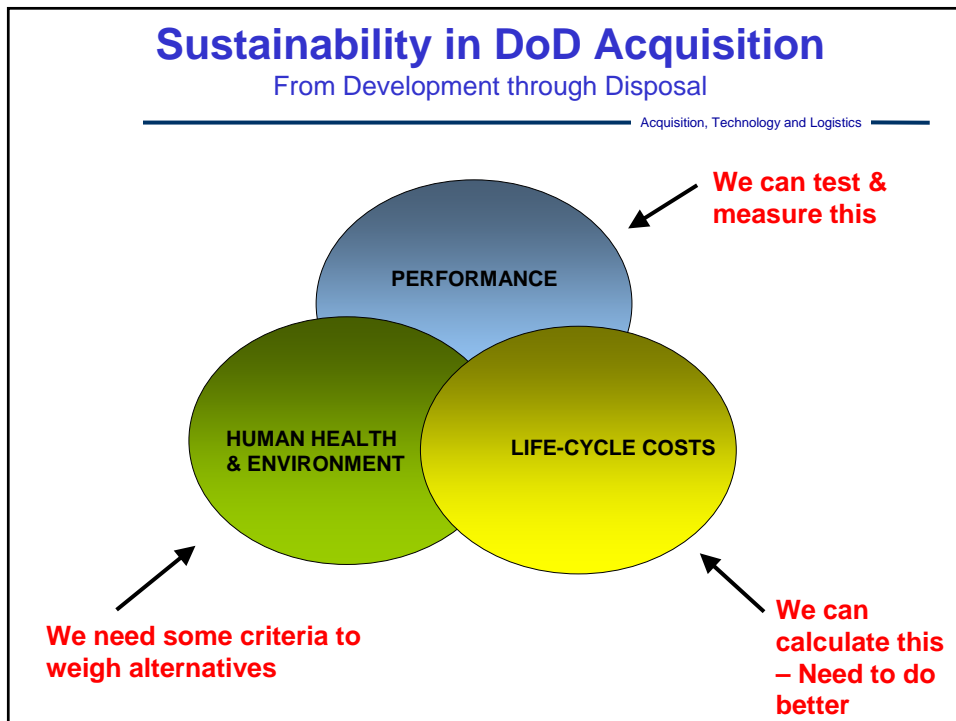 Sustainability in DoD Acquisition
From Development through Disposal
Acquisition, Technology and Logistics
We can test &
measure this
PERFORMANCE
HUMAN HEALTH
& ENVIRONMENT
LIFE-CYCLE COSTS
We need some criteria to
weigh alternatives
We can
calculate this
– Need to do
better